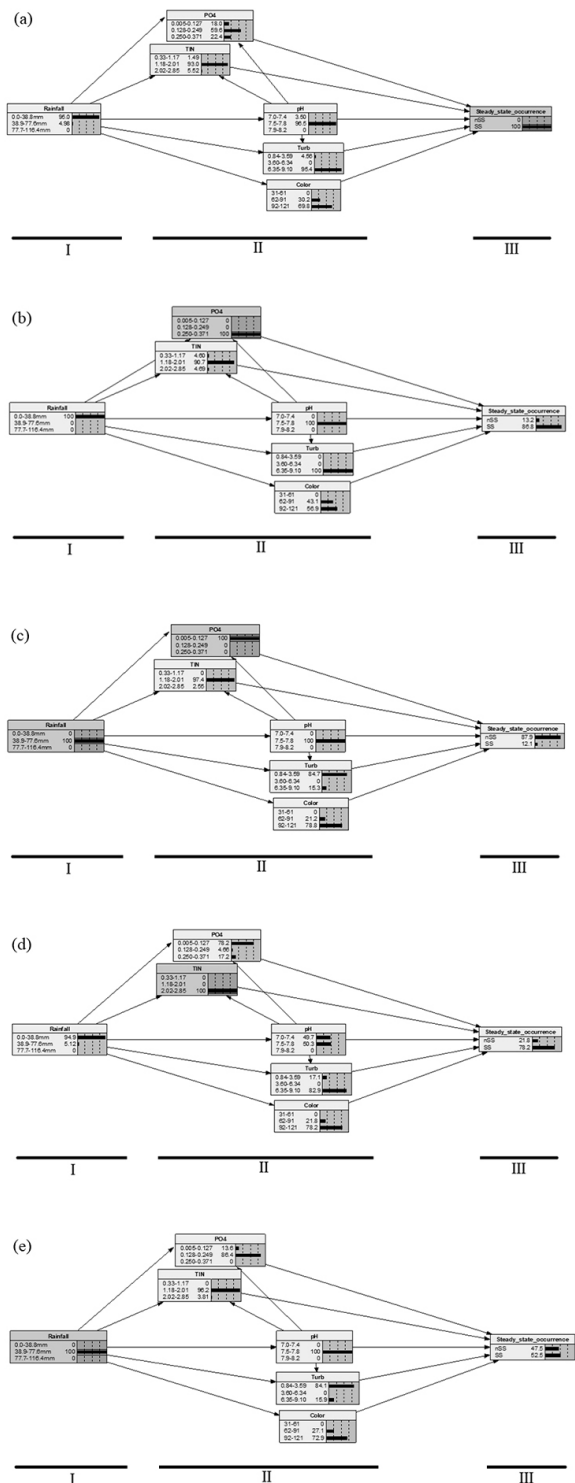 (a)
PO4
0.005-0.127 18.0
0.128-0.249 59.6
0.250-0.371 22.4
TIN
0.33-1.17 1.49
1.18-2.01 93.0
2.02-2.85 5.52
Rainfall
0.0-38.8mm 95.0
38.9-77.6mm 4.98
77.7-116.4mm 0
pH
7.0-7.4 3.50
7.5-7.8 96.5
7.9-8.2 0
Steady_state_occurrence
nSS 0
SS 100
Turb
0.84-3.59 4.56
3.60-6.34 0
6.35-9.10 95.4
Color
31-61 0
62-91 30.2
92-121 69.8
I
II
III
(b)
PO4
0.005-0.127 0
0.128-0.249 0
0.250-0.371 100
TIN
0.33-1.17 4.60
1.18-2.01 90.7
2.02-2.85 4.69
Rainfall
0.0-38.8mm 100
38.9-77.6mm 0
77.7-116.4mm 0
pH
7.0-7.4 0
7.5-7.8 100
7.9-8.2 0
Steady_state_occurrence
nSS 13.2
SS 86.8
Turb
0.84-3.59 0
3.60-6.34 0
6.35-9.10 100
Color
31-61 0
62-91 43.1
92-121 56.9
I
II
III
(c)
PO4
0.005-0.127 100
0.128-0.249 0
0.250-0.371 0
TIN
0.33-1.17 0
1.18-2.01 97.4
2.02-2.85 2.55
Rainfall
0.0-38.8mm 0
38.9-77.6mm 100
77.7-116.4mm 0
pH
7.0-7.4 0
7.5-7.8 100
7.9-8.2 0
Steady_state_occurrence
nSS 87.9
SS 12.1
Turb
0.84-3.59 84.7
3.60-6.34 0
6.35-9.10 15.3
Color
31-61 0
62-91 21.2
92-121 78.8
I
II
III
(d)
PO4
0.005-0.127 78.2
0.128-0.249 4.66
0.250-0.371 17.2
TIN
0.33-1.17 0
1.18-2.01 0
2.02-2.85 100
Rainfall
0.0-38.8mm 94.9
38.9-77.6mm 5.12
77.7-116.4mm 0
pH
7.0-7.4 49.7
7.5-7.8 50.3
7.9-8.2 0
Steady_state_occurrence
nSS 21.8
SS 78.2
Turb
0.84-3.59 17.1
3.60-6.34 0
6.35-9.10 82.9
Color
31-61 0
62-91 21.8
92-121 78.2
I
II
III
(e)
PO4
0.005-0.127 13.6
0.128-0.249 86.4
0.250-0.371 0
TIN
0.33-1.17 0
1.18-2.01 96.2
2.02-2.85 3.81
Rainfall
0.0-38.8mm 0
38.9-77.6mm 100
77.7-116.4mm 0
pH
7.0-7.4 0
7.5-7.8 100
7.9-8.2 0
Steady_state_occurrence
nSS 47.5
SS 52.5
Turb
0.84-3.59 84.1
3.60-6.34 0
6.35-9.10 15.9
Color
31-61 0
62-91 27.1
92-121 72.9
I
II
III